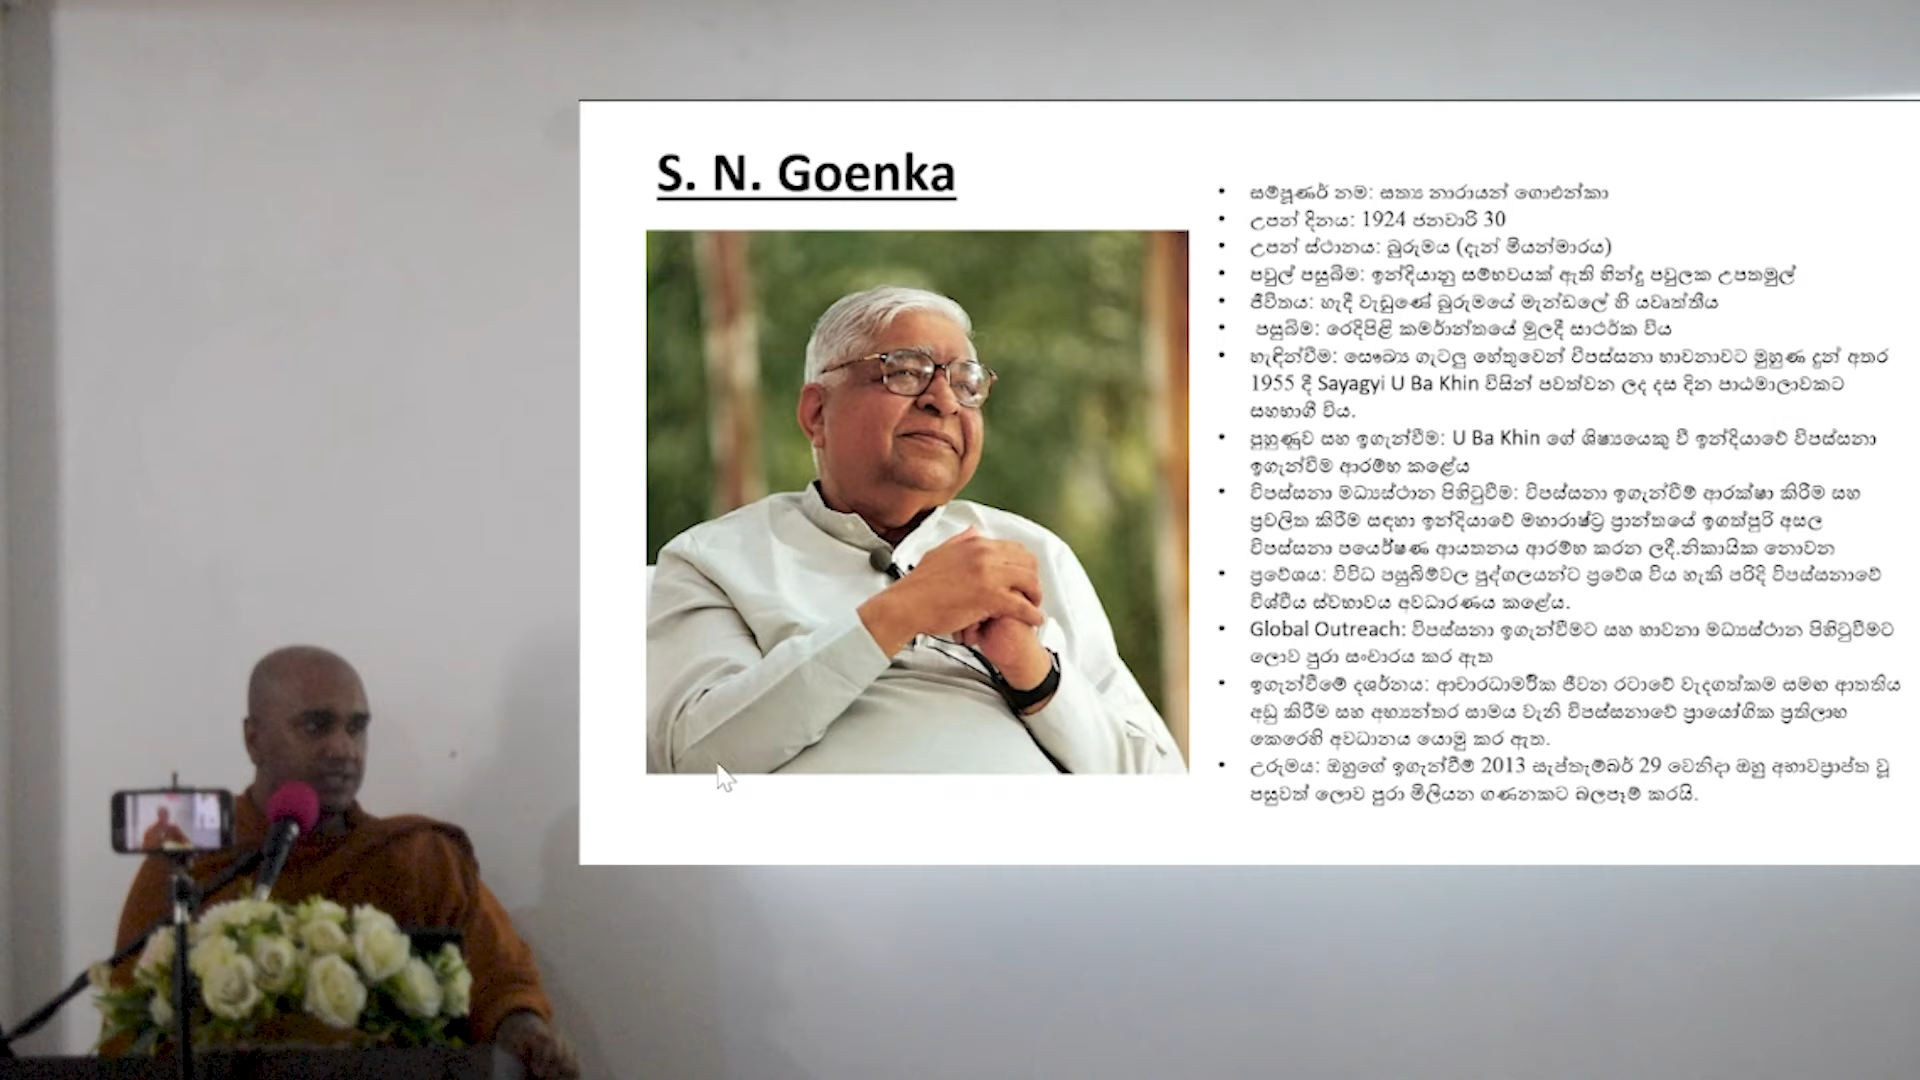 S. N. Goenka
• සම්පූර්ණ නම: සත්‍ය නාරායන් ගොඑන්කා
• උපන් දිනය: 1924 ජනවාරි 30
• උපන් ස්ථානය: බුරුමය (දැන් මියන්මාරය)
• පවුල් පසුබිම: ඉන්දියානු සම්භවයක් ඇති හින්දු පවුලක උපතමුල්
• ජීවිතය: හැදී වැඩුණේ බුරුමයේ මැන්ඩලේ හි යවෘත්තීය
• පසුබිම: රෙදිපිළි කර්මාන්තයේ මුලදී සාර්ථක විය
• හැඳින්වීම: සෞඛ්‍ය ගැටලු හේතුවෙන් විපස්සනා භාවනාවට මුහුණ දුන් අතර
1955 දී Sayagyi U Ba Khin විසින් පවත්වන ලද දස දින පාඨමාලාවකට
සහභාගී විය.
• පුහුණුව සහ ඉගැන්වීම: U Ba Khin ගේ ශිෂ්‍යයෙකු වී ඉන්දියාවේ විපස්සනා
ඉගැන්වීම ආරම්භ කළේය
• විපස්සනා මධ්‍යස්ථාන පිහිටුවීම: විපස්සනා ඉගැන්වීම් ආරක්ෂා කිරීම සහ
ප්‍රචලිත කිරීම සඳහා ඉන්දියාවේ මහාරාෂ්ට්‍ර ප්‍රාන්තයේ ඉගත්පුරි අසල
විපස්සනා පර්යේෂණ ආයතනය ආරම්භ කරන ලදී.නිකායික නොවන
• ප්‍රවේශය: විවිධ පසුබිම්වල පුද්ගලයන්ට ප්‍රවේශ විය හැකි පරිදි විපස්සනාවේ
විශ්වීය ස්වභාවය අවධාරණය කළේය.
• Global Outreach: විපස්සනා ඉගැන්වීමට සහ භාවනා මධ්‍යස්ථාන පිහිටුවීමට
ලොව පුරා සංචාරය කර ඇත
• ඉගැන්වීමේ දර්ශනය: ආචාරධාර්මික ජීවන රටාවේ වැදගත්කම සමඟ ආතතිය
අඩු කිරීම සහ අභ්‍යන්තර සාමය වැනි විපස්සනාවේ ප්‍රායෝගික ප්‍රතිලාභ
කෙරෙහි අවධානය යොමු කර ඇත.
• උරුමය: ඔහුගේ ඉගැන්වීම් 2013 සැප්තැම්බර් 29 වෙනිදා ඔහු අභාවප්‍රාප්ත වූ
පසුවත් ලොව පුරා මිලියන ගණනකට බලපෑම් කරයි.